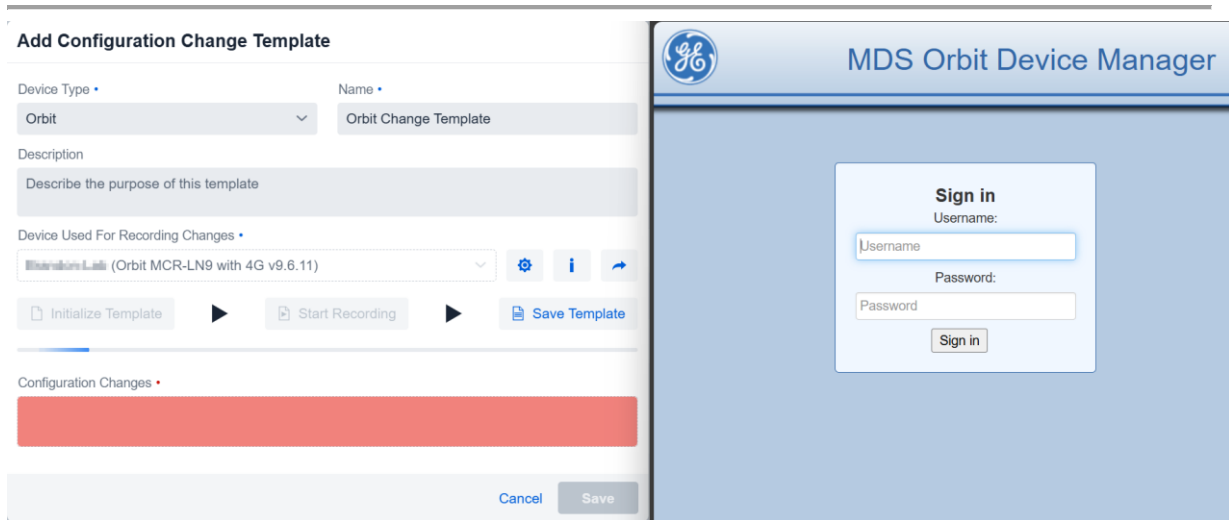 Add Configuration Change Template
Device Type •
Name •
Orbit
Orbit Change Template
Description
Describe the purpose of this template
Device Used For Recording Changes •
(Orbit MCR-LN9 with 4G v9.6.11)
Initialize Template
Start Recording
Save Template
Configuration Changes •
Cancel
Save
GE
MDS Orbit Device Manager
Sign in
Username:
Username
Password:
Password
Sign in